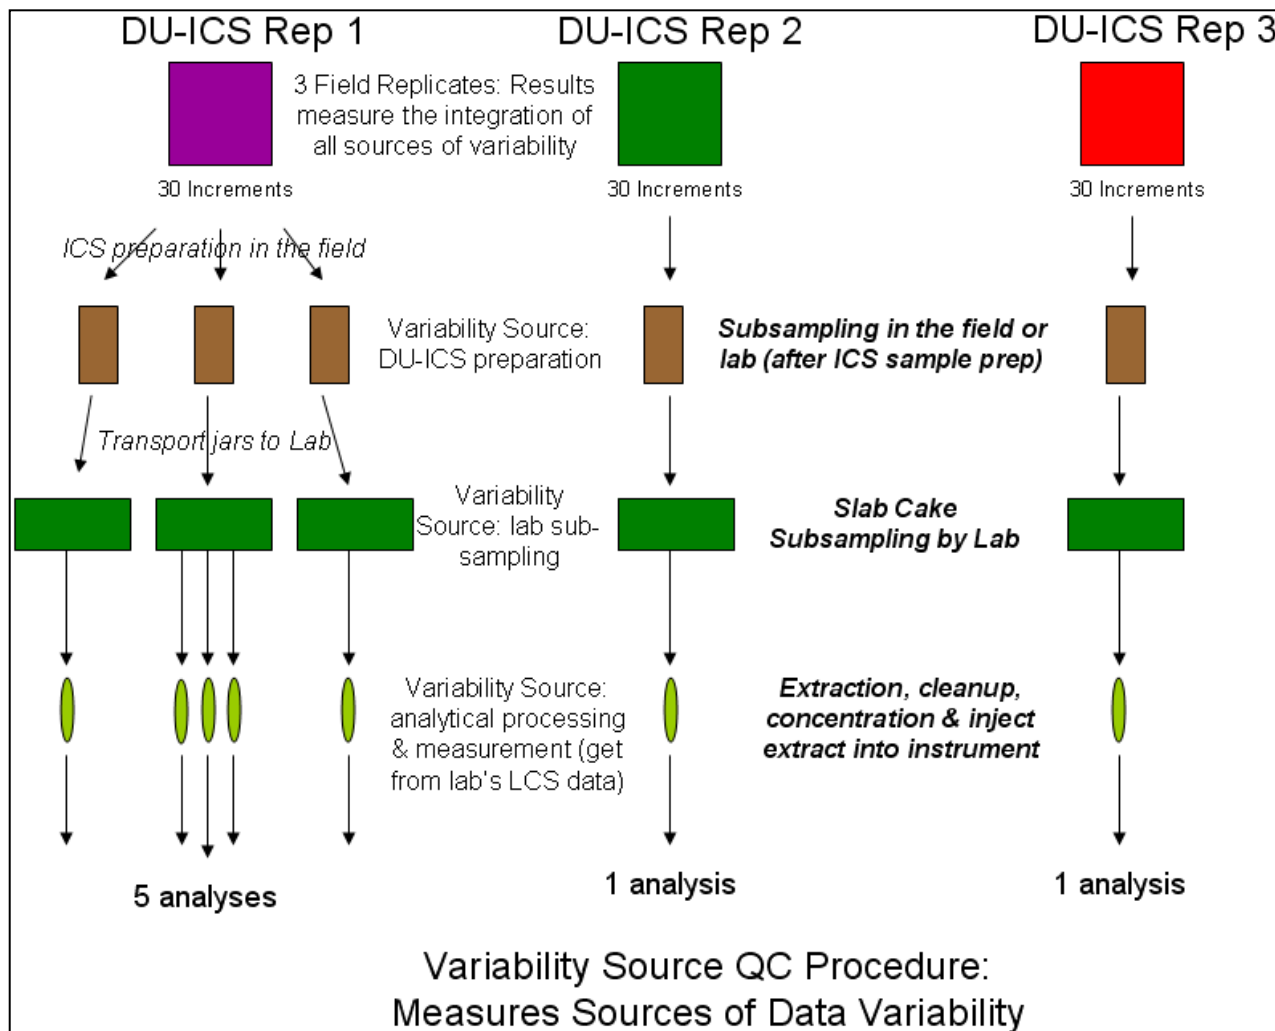 DU-ICS Rep 1
DU-ICS Rep 2
DU-ICS Rep 3
3 Field Replicates: Results
measure the integration of
all sources of variability
30 Increments
30 Increments
30 Increments
ICS preparation in the field
Variability Source:
DU-ICS preparation
Subsampling in the field or
lab (after ICS sample prep)
Transport jars to Lab
Variability
Source: lab sub-
sampling
Slab Cake
Subsampling by Lab
Variability Source:
analytical processing
& measurement (get
from lab's LCS data)
Extraction, cleanup,
concentration & inject
extract into instrument
5 analyses
1 analysis
1 analysis
Variability Source QC Procedure:
Measures Sources of Data Variability